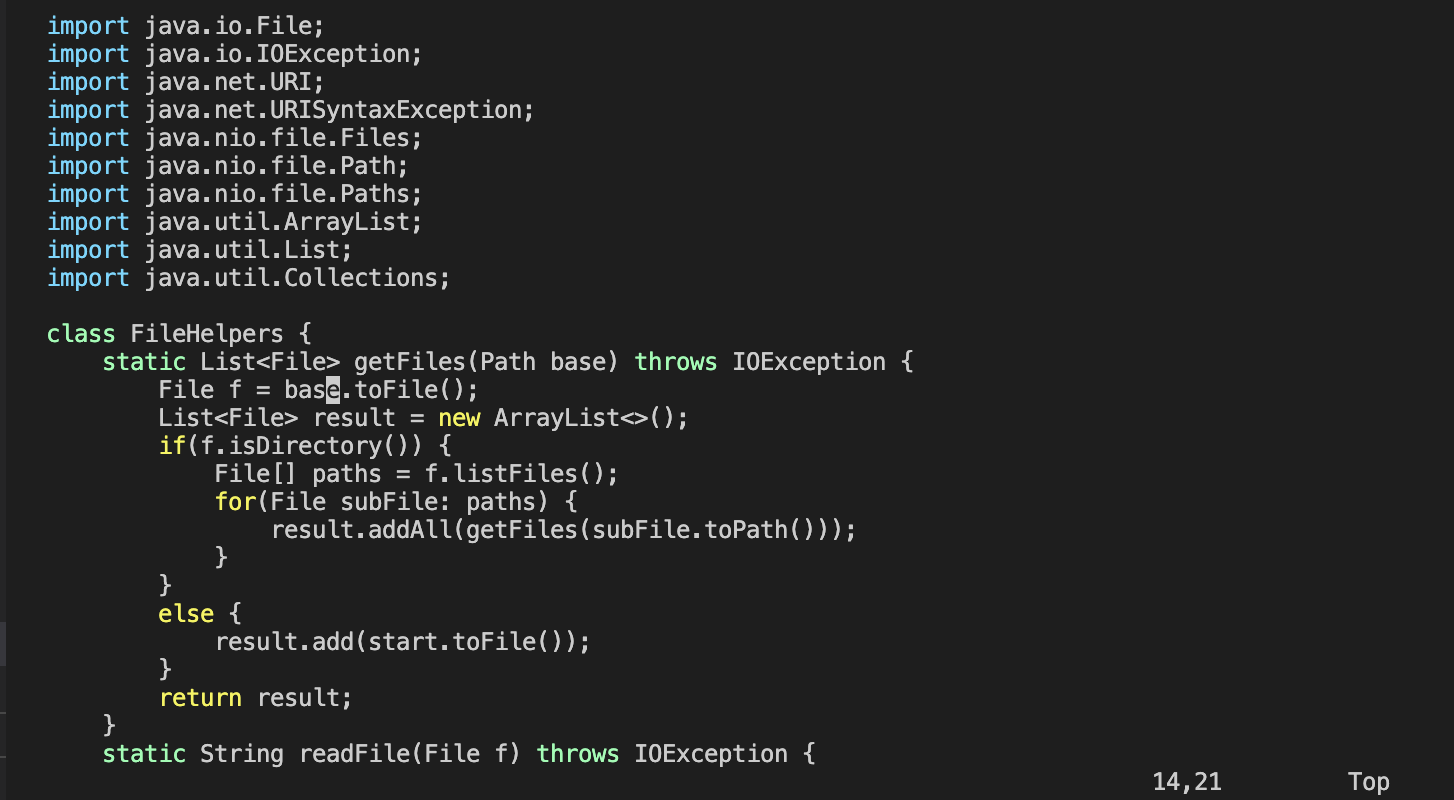 import java.io.File;
import java.io.IOException;
import java.net.URI;
import java.net.URISyntaxException;
import java.nio.file.Files;
import java.nio.file.Path;
import java.nio.file.Paths;
import java.util.ArrayList;
import java.util.List;
import java.util.Collections;

class FileHelpers {
    static List<File> getFiles(Path base) throws IOException {
        File f = base.toFile();
        List<File> result = new ArrayList<>();
        if(f.isDirectory()) {
            File[] paths = f.listFiles();
            for(File subFile: paths) {
                result.addAll(getFiles(subFile.toPath()));
            }
        }
        else {
            result.add(start.toFile());
        }
        return result;
    }
    static String readFile(File f) throws IOException {
14,21 Top